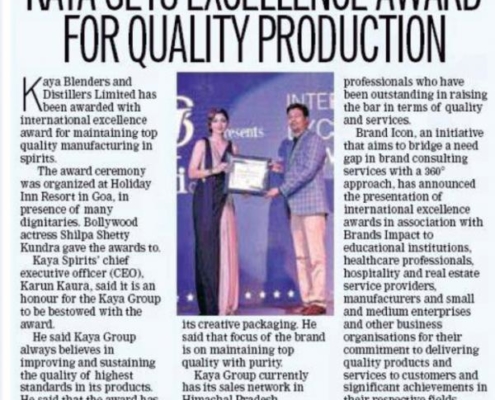 KAYA GETS EXCELLENCE AWARD
FOR QUALITY PRODUCTION
Kaya Blenders and
Distillers Limited has
been awarded with
international excellence
award for maintaining top
quality manufacturing in
spirits.
The award ceremony
was organized at Holiday
Inn Resort in Goa, in
presence of many
dignitaries. Bollywood
actress Shilpa Shetty
Kundra gave the awards to.
Kaya Spirits' chief
executive officer (CEO),
Karun Kaura, said it is an
honour for the Kaya Group
to be bestowed with the
award.
He said Kaya Group
always believes in
improving and sustaining
the quality of highest
standards in its products.
He said that the award has
INTER
esents
its creative packaging. He
said that focus of the brand
is on maintaining top
quality with purity.
Kaya Group currently
has its sales network in
Himachal Pradesh
professionals who have
been outstanding in raising
the bar in terms of quality
and services.
Brand Icon, an initiative
that aims to bridge a need
gap in brand consulting
services with a 360°
approach, has announced
the presentation of
international excellence
awards in association with
Brands Impact to
educational institutions,
healthcare professionals,
hospitality and real estate
service providers,
manufacturers and small
and medium enterprises
and other business
organisations for their
commitment to delivering
quality products and
services to customers and
significant achievements in
their respective fields